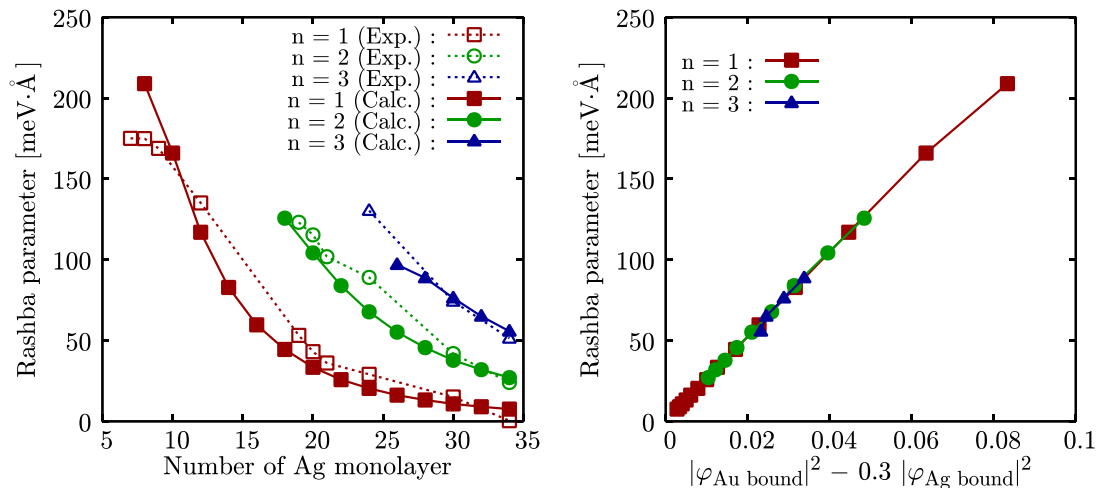 250
200
150
100
50
0
5 10 15 20 25 30 35
Rashba parameter [meV·Å]
Number of Ag monolayer
n = 1 (Exp.) :
n = 2 (Exp.) :
n = 3 (Exp.) :
n = 1 (Calc.) :
n = 2 (Calc.) :
n = 3 (Calc.) :
250
200
150
100
50
0
0 0.02 0.04 0.06 0.08 0.1
Rashba parameter [meV·Å]
|φAu bound|² − 0.3 |φAg bound|²
n = 1 :
n = 2 :
n = 3 :